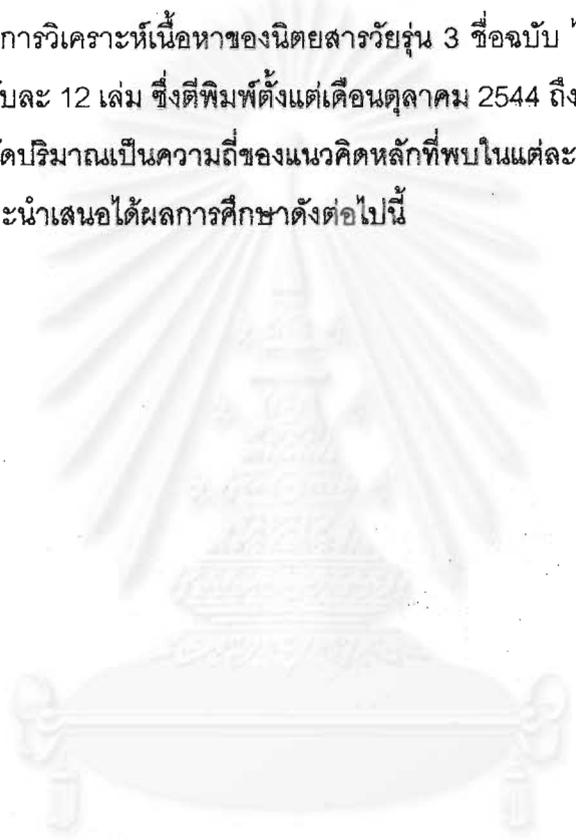 การวิเคราะห์เนื้อหาของนิตยสารวัยรุ่น 3 ชื่อฉบับ
บละ 12 เล่ม ซึ่งตีพิมพ์ตั้งแต่เดือนตุลาคม 2544 ถึง
ดปริมาณเป็นความถี่ของแนวคิดหลักที่พบในแต่ละ
ะนำเสนอได้ผลการศึกษาดังต่อไปนี้